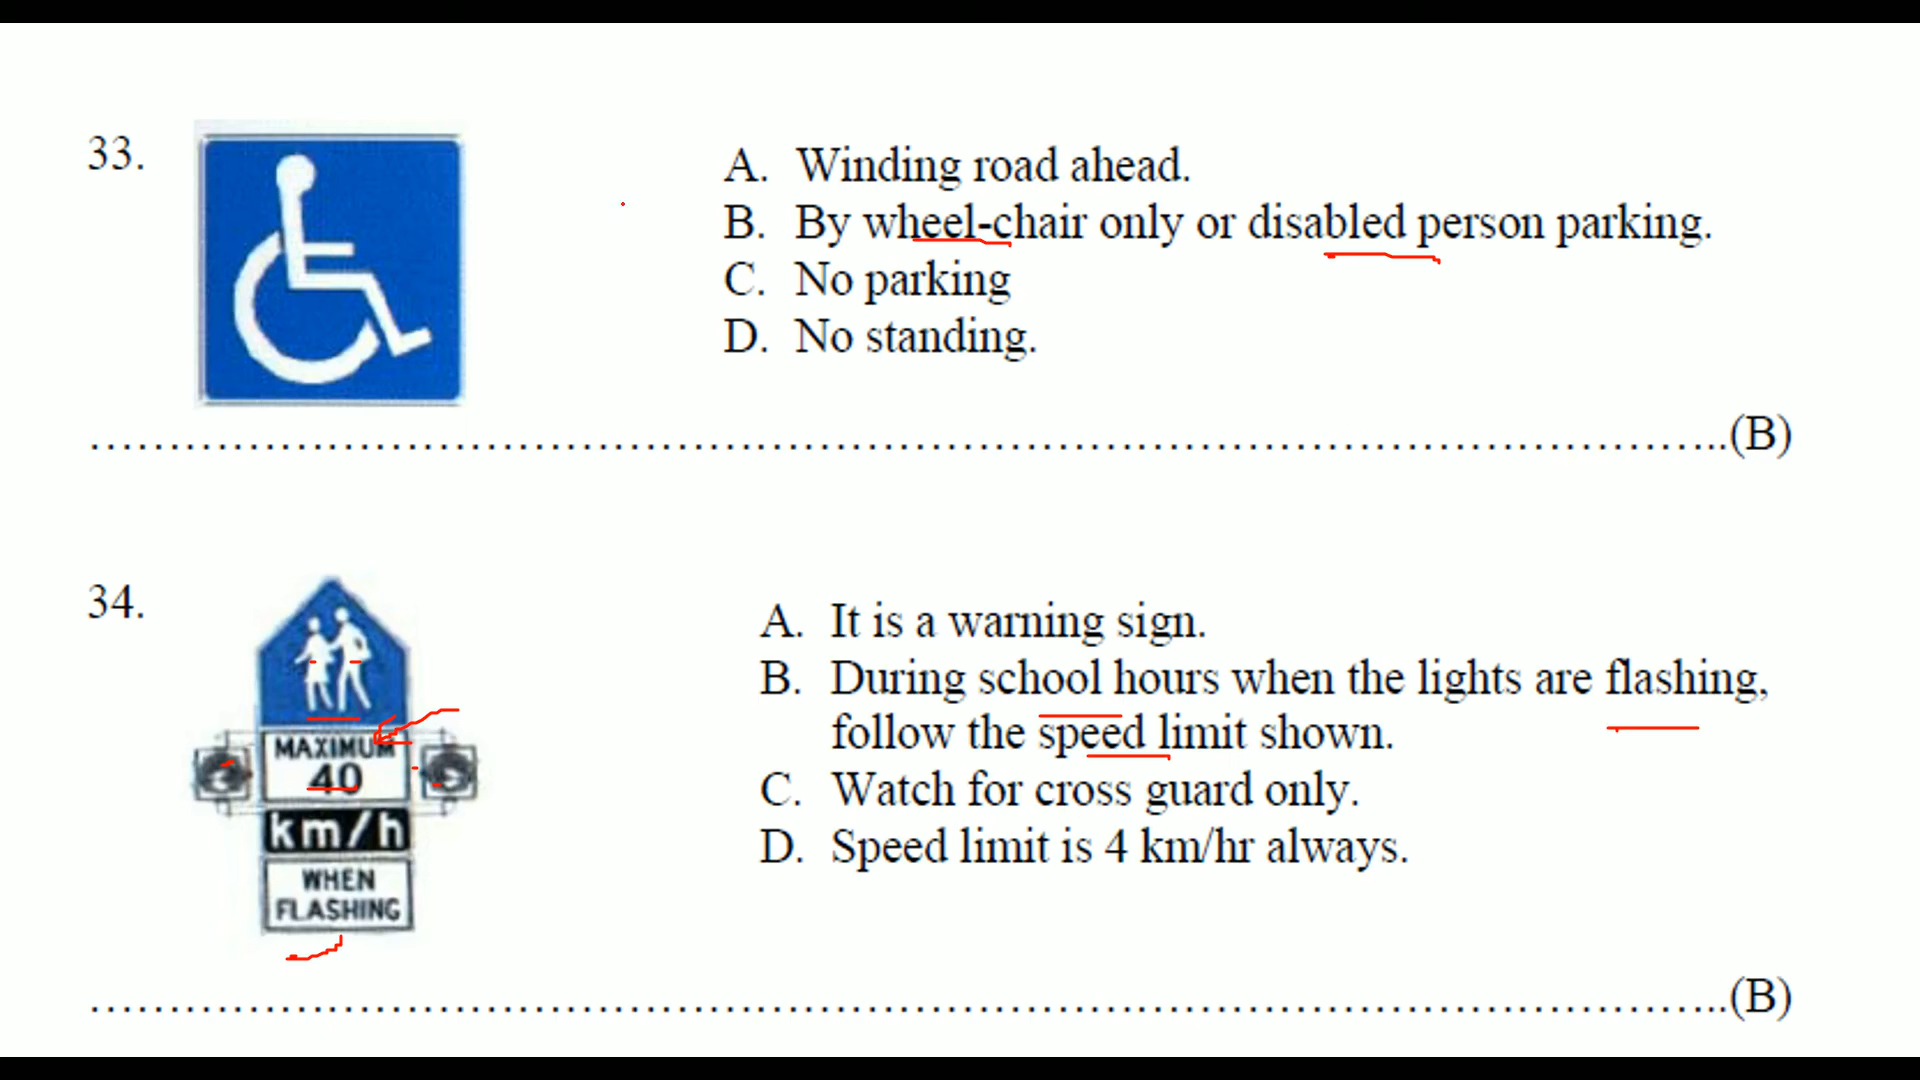 33.
A. Winding road ahead.
B. By wheel-chair only or disabled person parking.
C. No parking
D. No standing.
……………………………………………………………………………………………..(B)
34.
MAXIMUM
40
km/h
WHEN
FLASHING
A. It is a warning sign.
B. During school hours when the lights are flashing,
follow the speed limit shown.
C. Watch for cross guard only.
D. Speed limit is 4 km/hr always.
……………………………………………………………………………………………..(B)